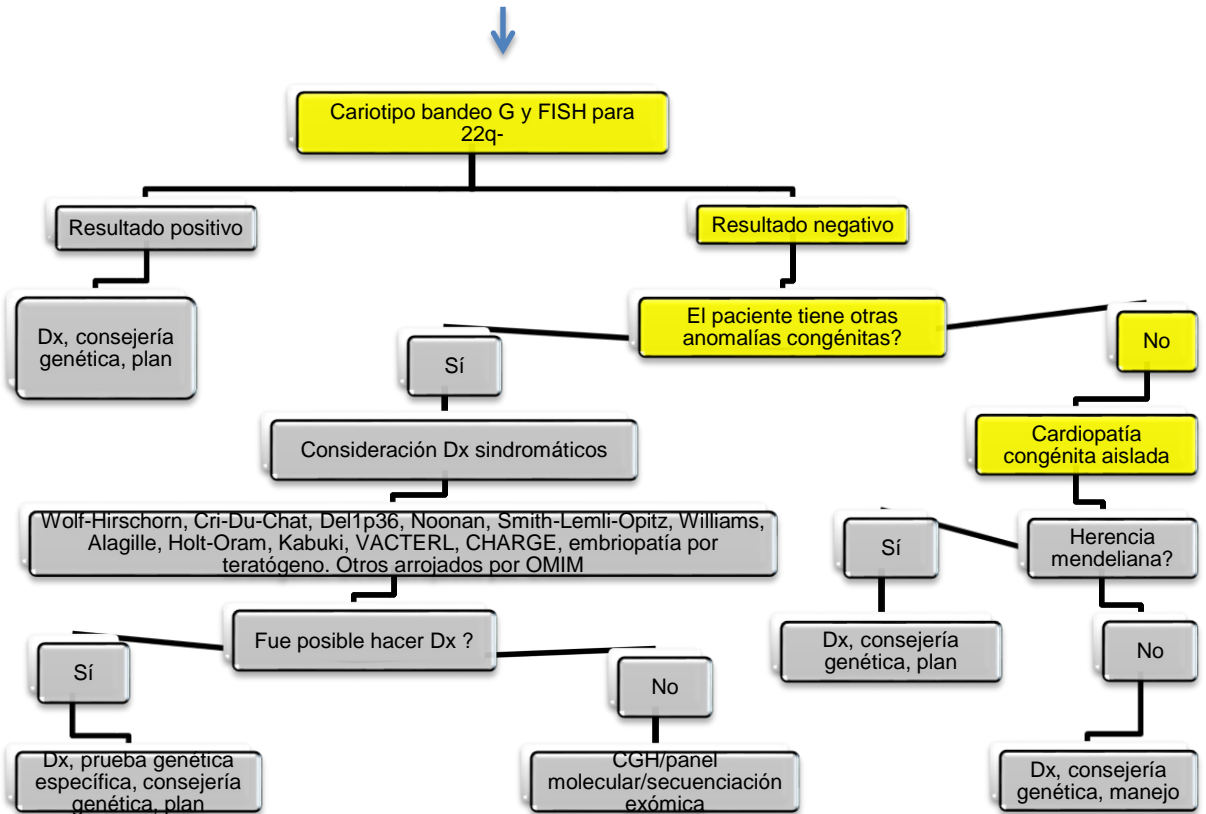 Cariotipo bandeo G y FISH para
22q-
Resultado positivo
Resultado negativo
Dx, consejería
genética, plan
El paciente tiene otras
anomalías congénitas?
Sí
No
Consideración Dx sindromáticos
Cardiopatía
congénita aislada
Wolf-Hirschorn, Cri-Du-Chat, Del1p36, Noonan, Smith-Lemli-Opitz, Williams,
Alagille, Holt-Oram, Kabuki, VACTERL, CHARGE, embriopatía por
teratógeno. Otros arrojados por OMIM
Sí
Herencia
mendeliana?
Fue posible hacer Dx ?
Dx, consejería
genética, plan
No
Sí
No
Dx, prueba genética
específica, consejería
genética, plan
CGH/panel
molecular/secuenciación
exómica
Dx, consejería
genética, manejo